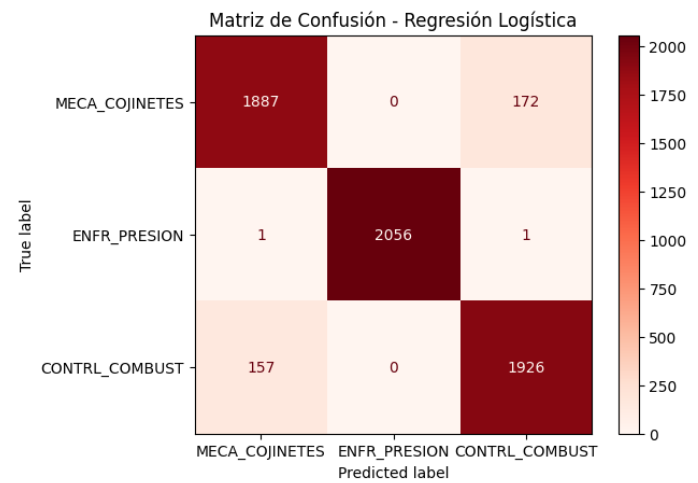 Matriz de Confusión - Regresión Logística
MECA_COJINETES 1887 0 172
ENFR_PRESION 1 2056 1
CONTRL_COMBUST 157 0 1926
MECA_COJINETES ENFR_PRESION CONTRL_COMBUST
Predicted label
True label
2000
1750
1500
1250
1000
750
500
250
0